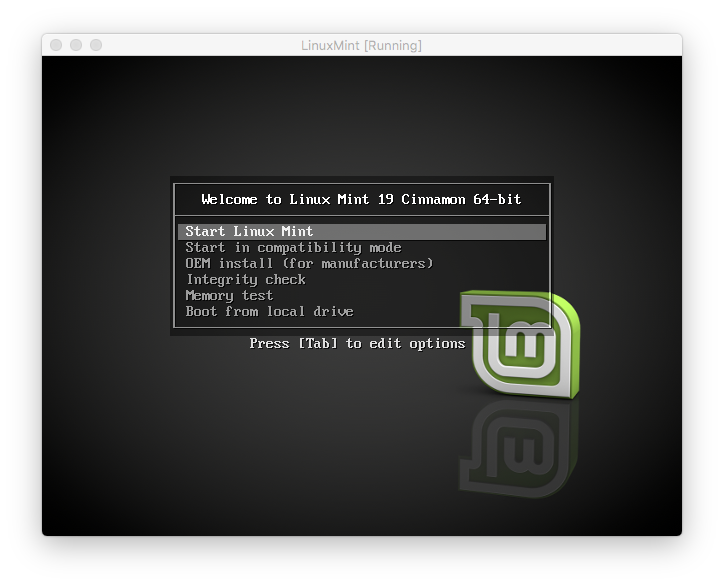 LinuxMint [Running]
Welcome to Linux Mint 19 Cinnamon 64-bit
Start Linux Mint
Start in compatibility mode
OEM install (for manufacturers)
Integrity check
Memory test
Boot from local drive
Press [Tab] to edit options